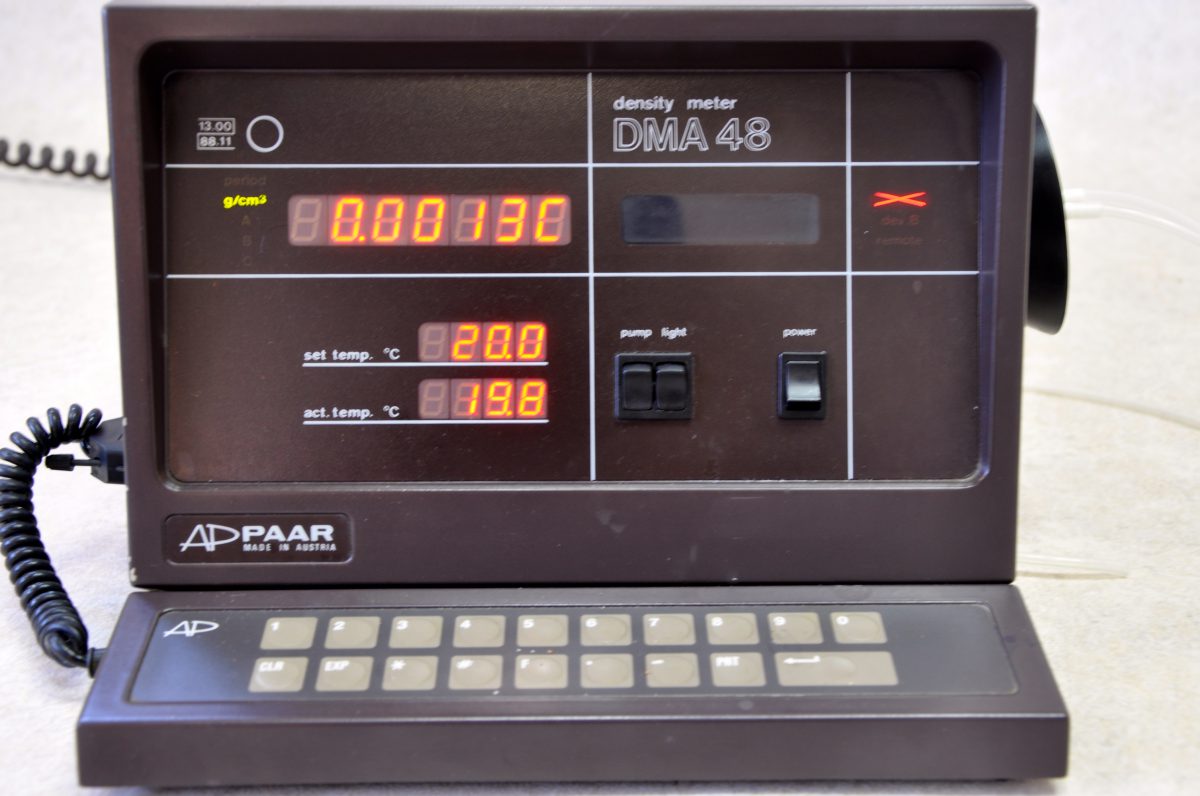 density meter
DMA 48
13.00
88.11
period
g/cm³
A
B
C
0.0013C
dev.B
remote
set temp. °C 20.0
act. temp. °C 19.8
pump light
power
AP PAAR
MADE IN AUSTRIA
AP
1 2 3 4 5 6 7 8 9 0
CLR EXP * # F . - PRT